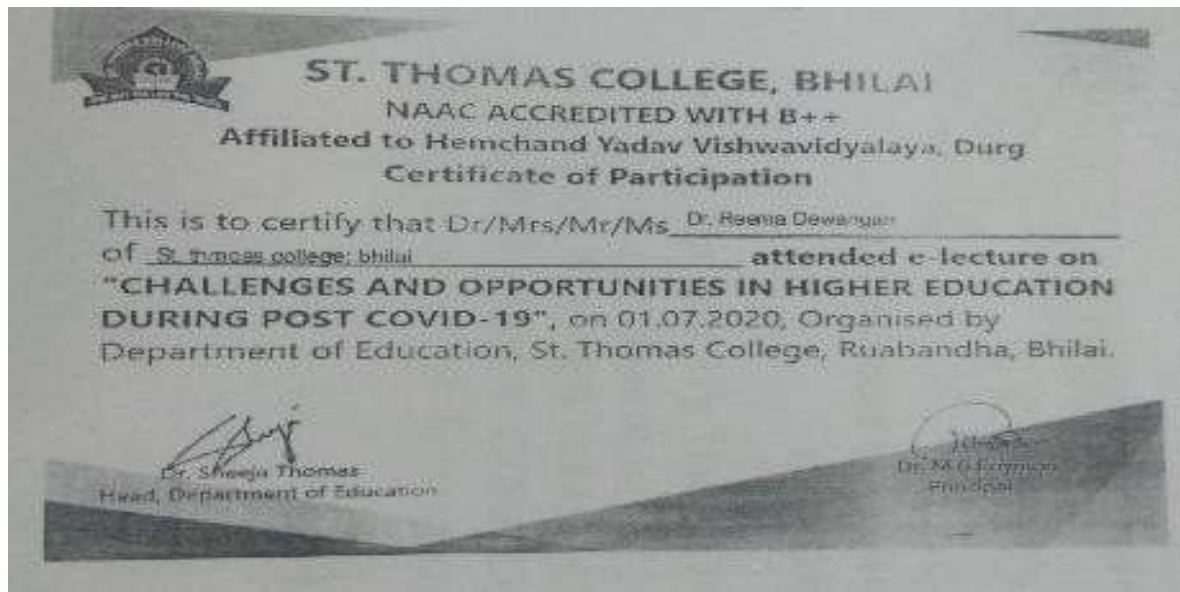 ST. THOMAS COLLEGE, BHILAI
NAAC ACCREDITED WITH B++
Affiliated to Hemchand Yadav Vishwavidyalaya, Durg
Certificate of Participation
This is to certify that Dr/Mrs/Mr/Ms Dr. Reema Dewangan
of St. thmoas college; bhilai attended e-lecture on
"CHALLENGES AND OPPORTUNITIES IN HIGHER EDUCATION
DURING POST COVID-19", on 01.07.2020, Organised by
Department of Education, St. Thomas College, Ruabandha, Bhilai.
Dr. Sheeja Thomas
Head, Department of Education
Dr. M.G.
Principal